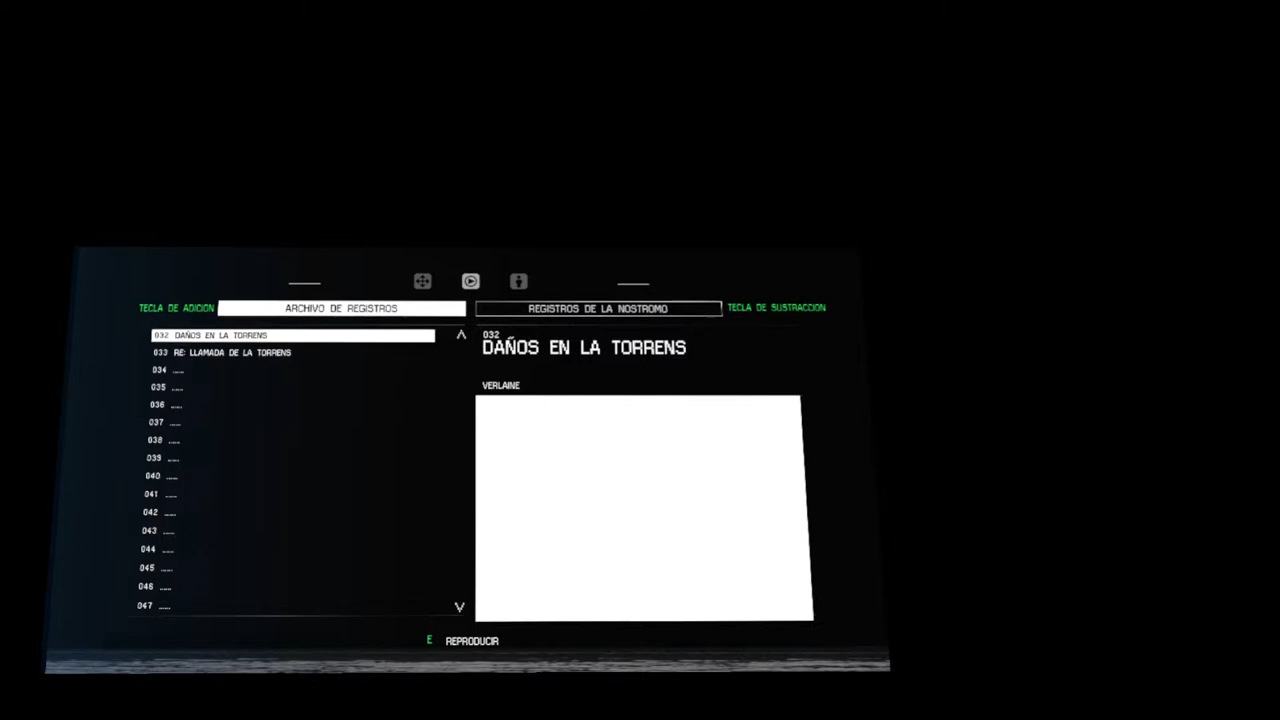 TECLA DE ADICION
ARCHIVO DE REGISTROS
REGISTROS DE LA NOSTROMO
TECLA DE SUSTRACCION
032 DAÑOS EN LA TORRENS
033 RE: LLAMADA DE LA TORRENS
034 ....
035 ....
036 ....
037 ....
038 ....
039 ....
040 ....
041 ....
042 ....
043 ....
044 ....
045 ....
046 ....
047 ....
032
DAÑOS EN LA TORRENS
VERLAINE
E REPRODUCIR